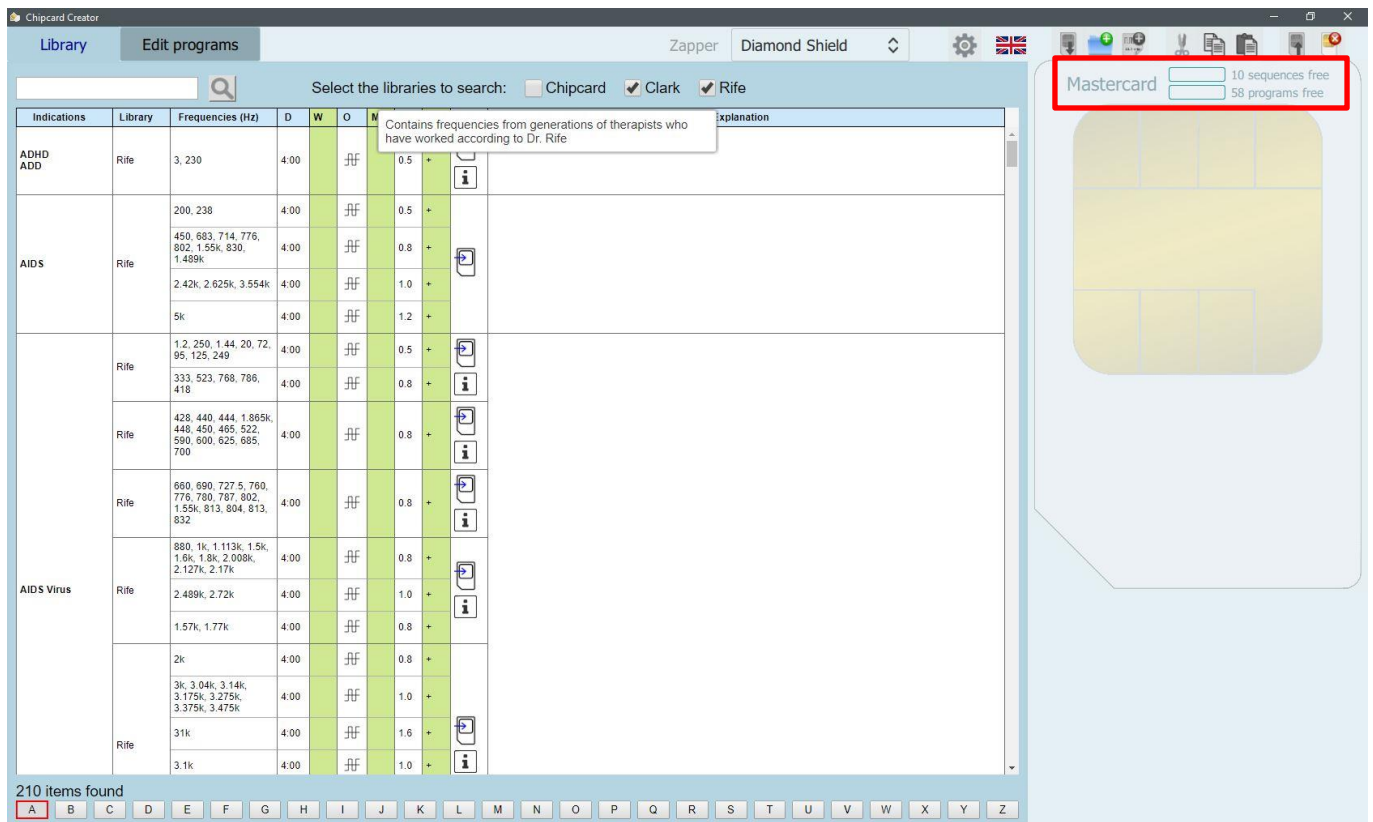 Chipcard Creator
Library
Edit programs
Zapper
Diamond Shield
Select the libraries to search:
Chipcard
Clark
Rife
Mastercard
10 sequences free
58 programs free
Indications Library Frequencies (Hz) D W O M
Contains frequencies from generations of therapists who
have worked according to Dr. Rife
ADHD
ADD
Rife
3, 230
4:00
0.5 +
AIDS
Rife
200, 238
4:00
0.5 +
450, 683, 714, 776,
802, 1.55k, 830,
1.489k
4:00
0.8 +
2.42k, 2.625k, 3.554k
4:00
1.0 +
5k
4:00
1.2 +
AIDS Virus
Rife
1.2, 250, 1.44, 20, 72,
95, 125, 249
4:00
0.5 +
333, 523, 768, 786,
418
4:00
0.8 +
Rife
428, 440, 444, 1.865k,
448, 450, 465, 522,
590, 600, 625, 685,
700
4:00
0.8 +
Rife
660, 690, 727.5, 760,
776, 780, 787, 802,
1.55k, 813, 804, 813,
832
4:00
0.8 +
Rife
880, 1k, 1.113k, 1.5k,
1.6k, 1.8k, 2.008k,
2.127k, 2.17k
4:00
0.8 +
2.489k, 2.72k
4:00
1.0 +
1.57k, 1.77k
4:00
0.8 +
Rife
2k
4:00
0.8 +
3k, 3.04k, 3.14k,
3.175k, 3.275k,
3.375k, 3.475k
4:00
1.0 +
31k
4:00
1.6 +
3.1k
4:00
1.0 +
210 items found
A B C D E F G H I J K L M N O P Q R S T U V W X Y Z